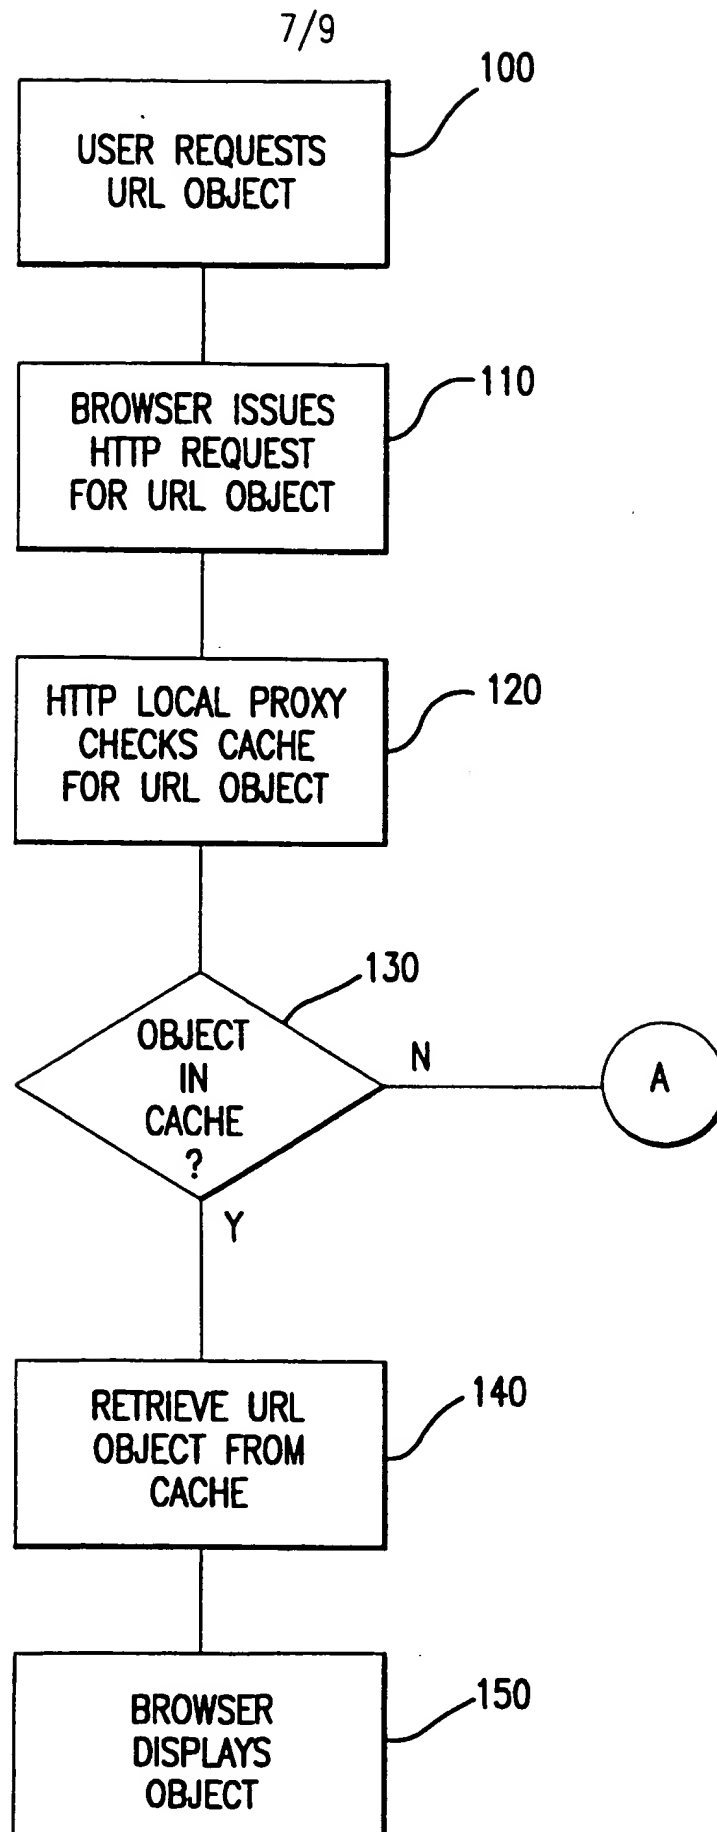 7/9
100
USER REQUESTS
URL OBJECT
110
BROWSER ISSUES
HTTP REQUEST
FOR URL OBJECT
120
HTTP LOCAL PROXY
CHECKS CACHE
FOR URL OBJECT
130
OBJECT
IN
CACHE
?
N
A
Y
140
RETRIEVE URL
OBJECT FROM
CACHE
150
BROWSER
DISPLAYS
OBJECT